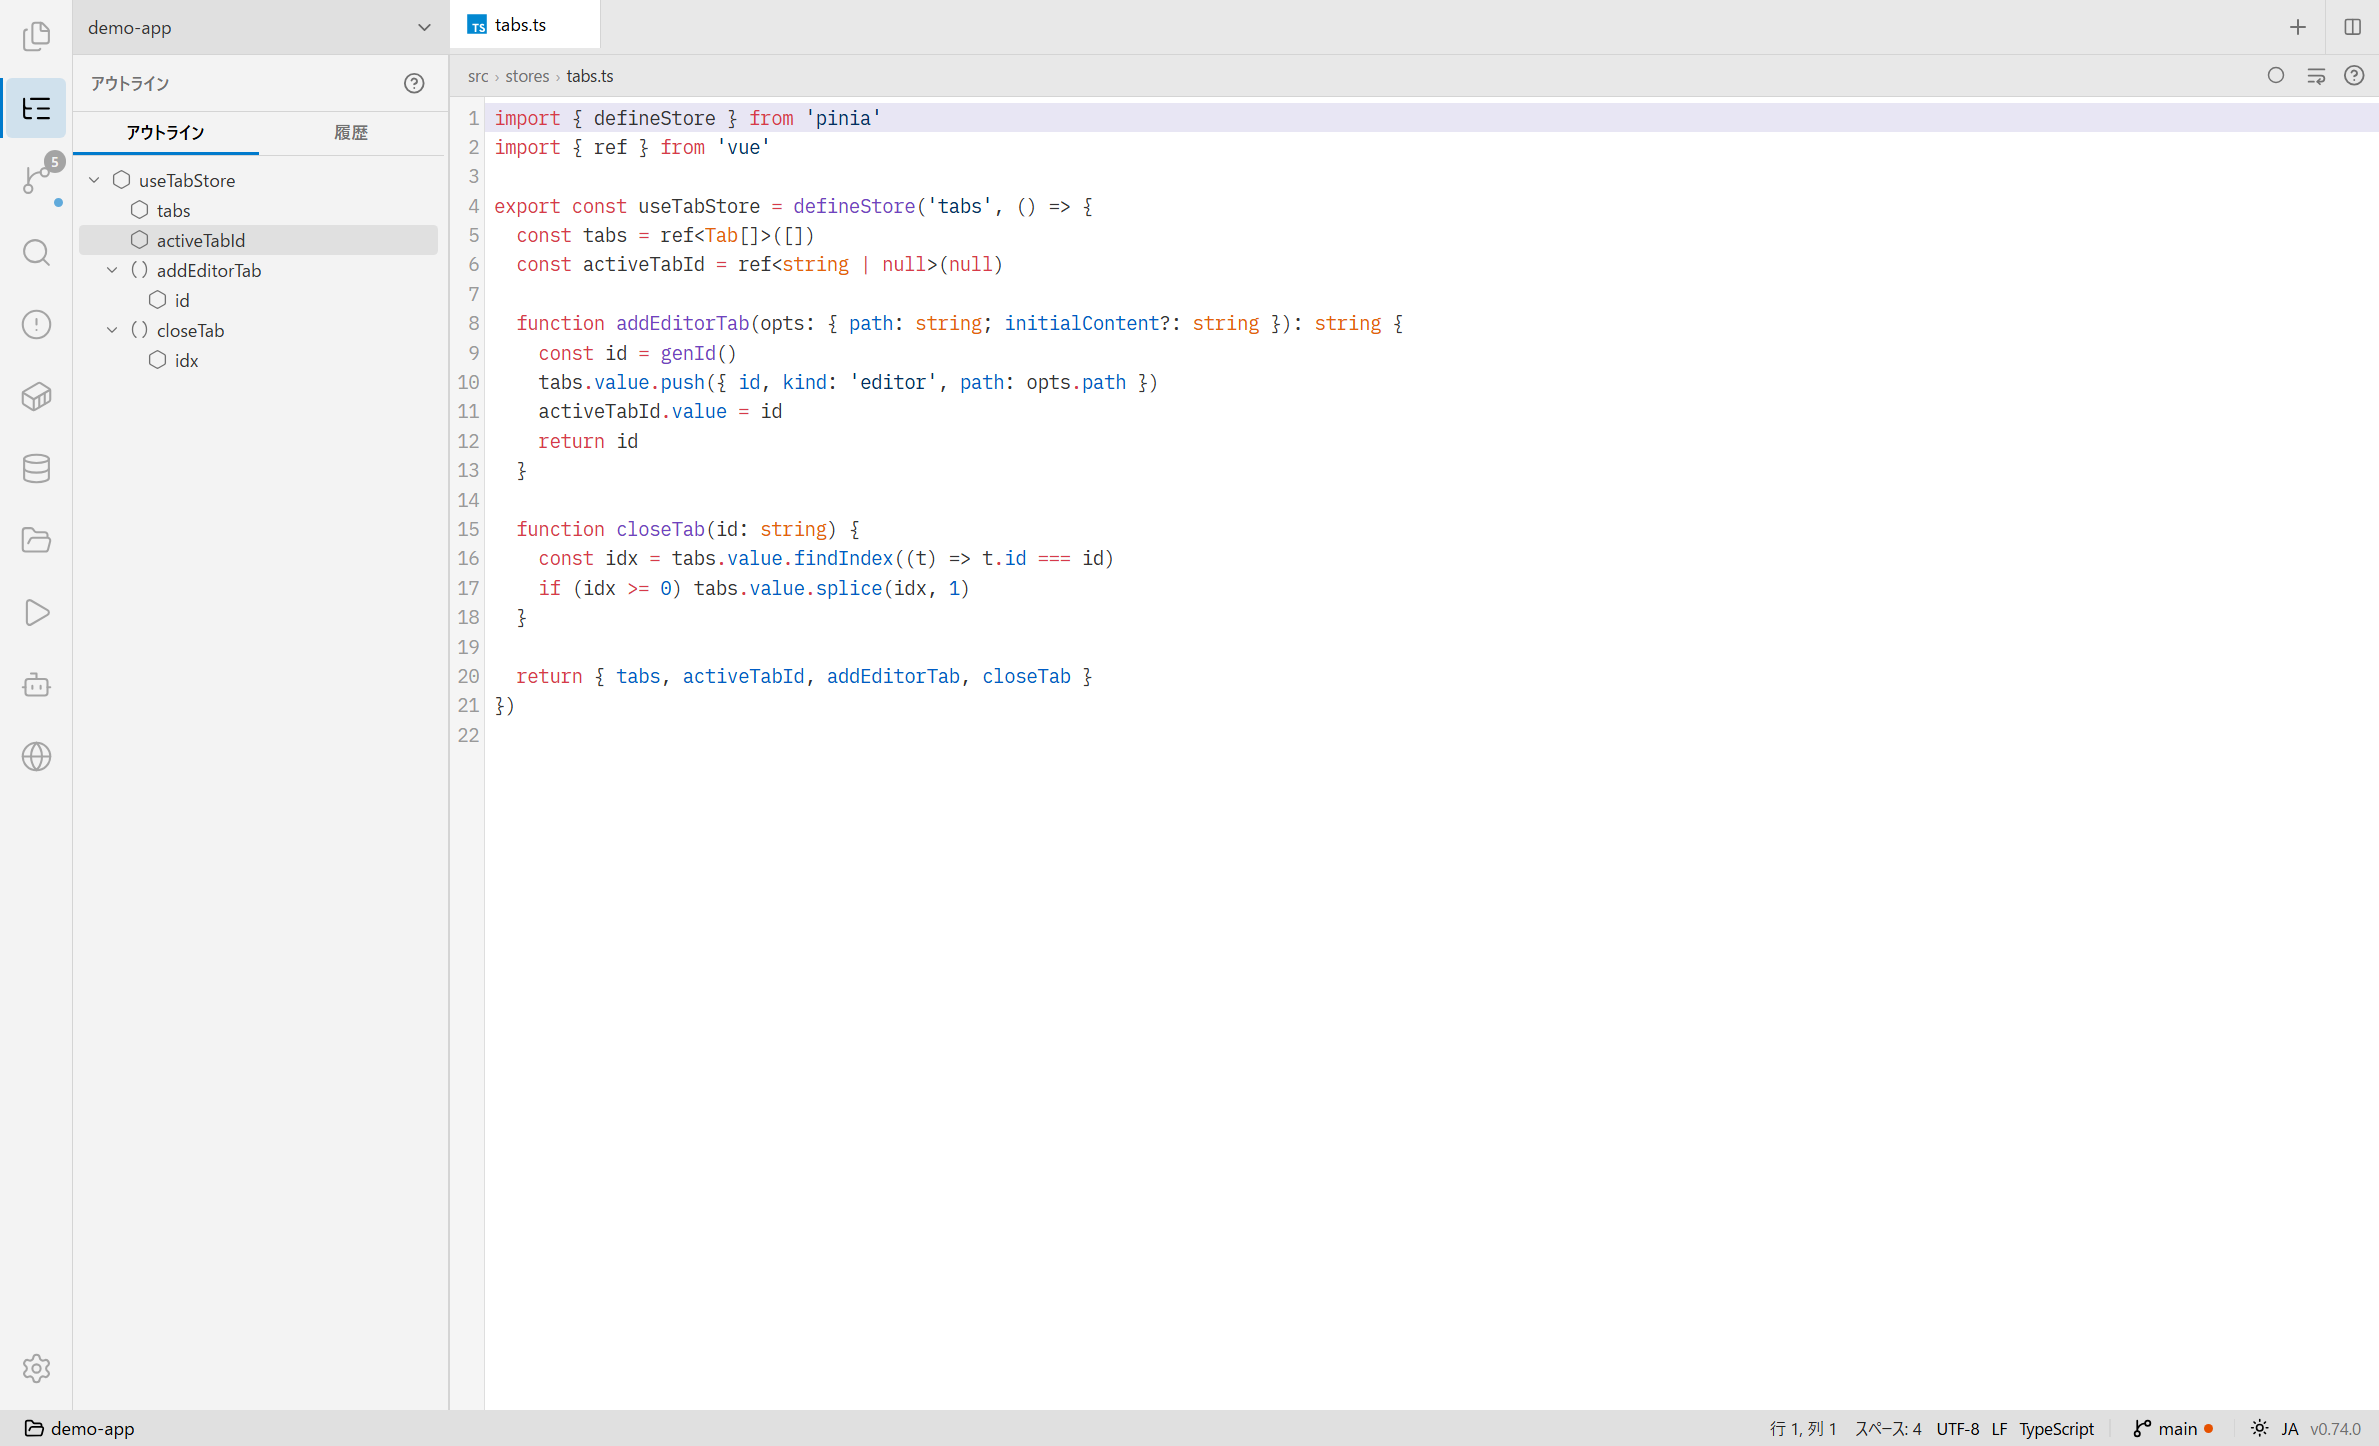 demo-app
アウトライン
アウトライン 履歴
useTabStore
tabs
activeTabId
addEditorTab
id
closeTab
idx
5
TS tabs.ts
src › stores › tabs.ts
1 import { defineStore } from 'pinia'
2 import { ref } from 'vue'
3
4 export const useTabStore = defineStore('tabs', () => {
5   const tabs = ref<Tab[]>([])
6   const activeTabId = ref<string | null>(null)
7
8   function addEditorTab(opts: { path: string; initialContent?: string }): string {
9     const id = genId()
10     tabs.value.push({ id, kind: 'editor', path: opts.path })
11     activeTabId.value = id
12     return id
13   }
14
15   function closeTab(id: string) {
16     const idx = tabs.value.findIndex((t) => t.id === id)
17     if (idx >= 0) tabs.value.splice(idx, 1)
18   }
19
20   return { tabs, activeTabId, addEditorTab, closeTab }
21 })
22
demo-app 行 1, 列 1 スペース: 4 UTF-8 LF TypeScript main JA v0.74.0